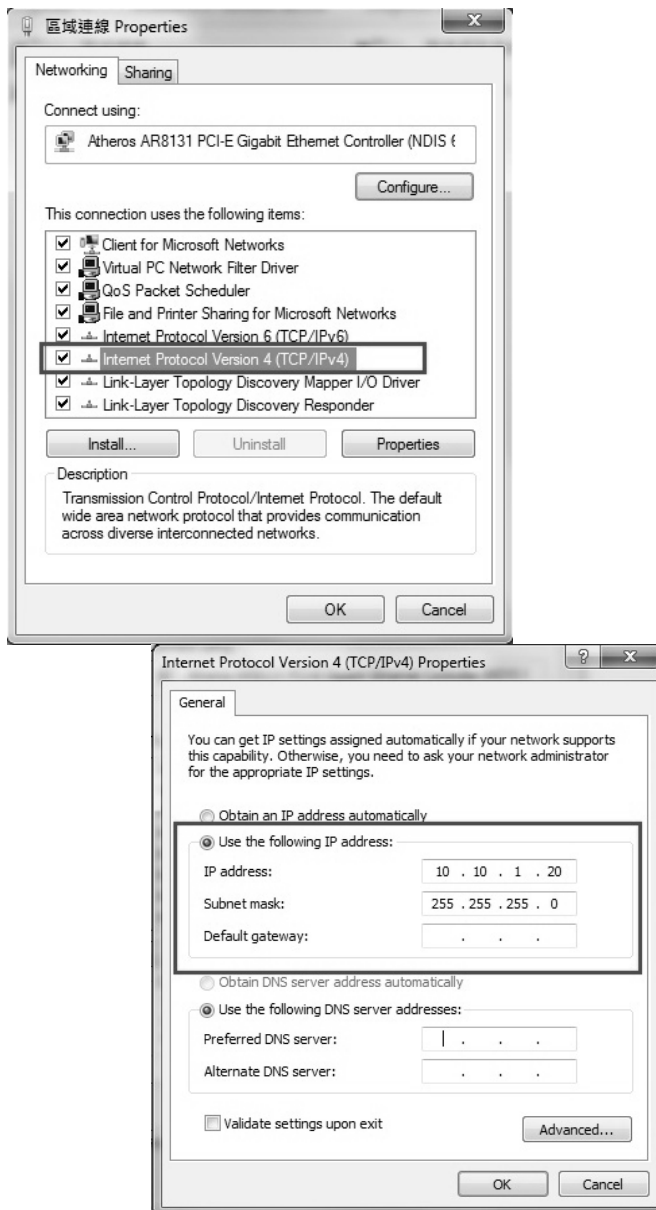 區域連線 Properties
Networking
Sharing
Connect using:
Atheros AR8131 PCI-E Gigabit Ethernet Controller (NDIS 6
Configure...
This connection uses the following items:
Client for Microsoft Networks
Virtual PC Network Filter Driver
QoS Packet Scheduler
File and Printer Sharing for Microsoft Networks
Internet Protocol Version 6 (TCP/IPv6)
Internet Protocol Version 4 (TCP/IPv4)
Link-Layer Topology Discovery Mapper I/O Driver
Link-Layer Topology Discovery Responder
Install...
Uninstall
Properties
Description
Transmission Control Protocol/Internet Protocol. The default
wide area network protocol that provides communication
across diverse interconnected networks.
OK
Cancel
Internet Protocol Version 4 (TCP/IPv4) Properties
General
You can get IP settings assigned automatically if your network supports
this capability. Otherwise, you need to ask your network administrator
for the appropriate IP settings.
Obtain an IP address automatically
Use the following IP address:
IP address: 10 . 10 . 1 . 20
Subnet mask: 255 . 255 . 255 . 0
Default gateway: . . .
Obtain DNS server address automatically
Use the following DNS server addresses:
Preferred DNS server: . . .
Alternate DNS server: . . .
Validate settings upon exit
Advanced...
OK
Cancel